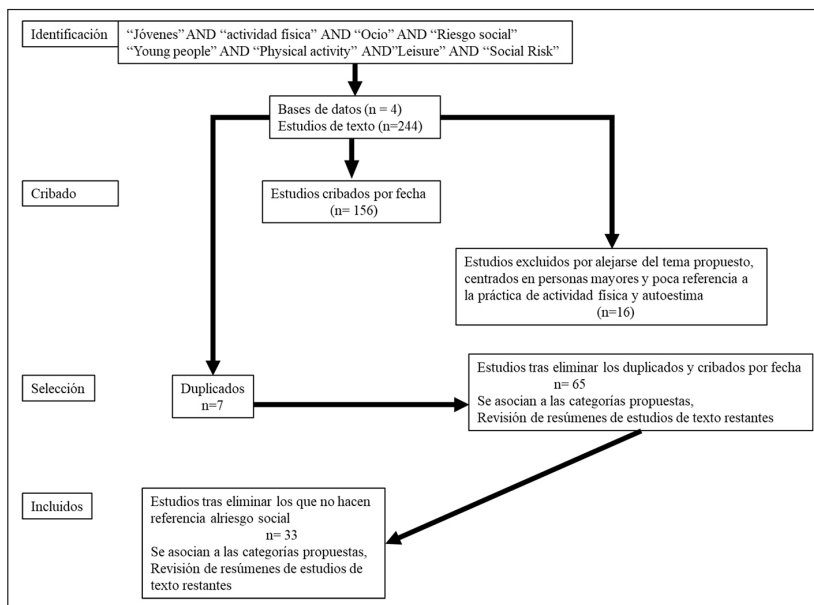 Identificación
“Jóvenes” AND “actividad física” AND “Ocio” AND “Riesgo social”
“Young people” AND “Physical activity” AND”Leisure” AND “Social Risk”
Bases de datos (n = 4)
Estudios de texto (n=244)
Cribado
Estudios cribados por fecha
(n= 156)
Estudios excluidos por alejarse del tema propuesto,
centrados en personas mayores y poca referencia a
la práctica de actividad física y autoestima
(n=16)
Selección
Duplicados
n=7
Estudios tras eliminar los duplicados y cribados por fecha
n= 65
Se asocian a las categorías propuestas,
Revisión de resúmenes de estudios de texto restantes
Incluidos
Estudios tras eliminar los que no hacen
referencia alriesgo social
n= 33
Se asocian a las categorías propuestas,
Revisión de resúmenes de estudios de
texto restantes